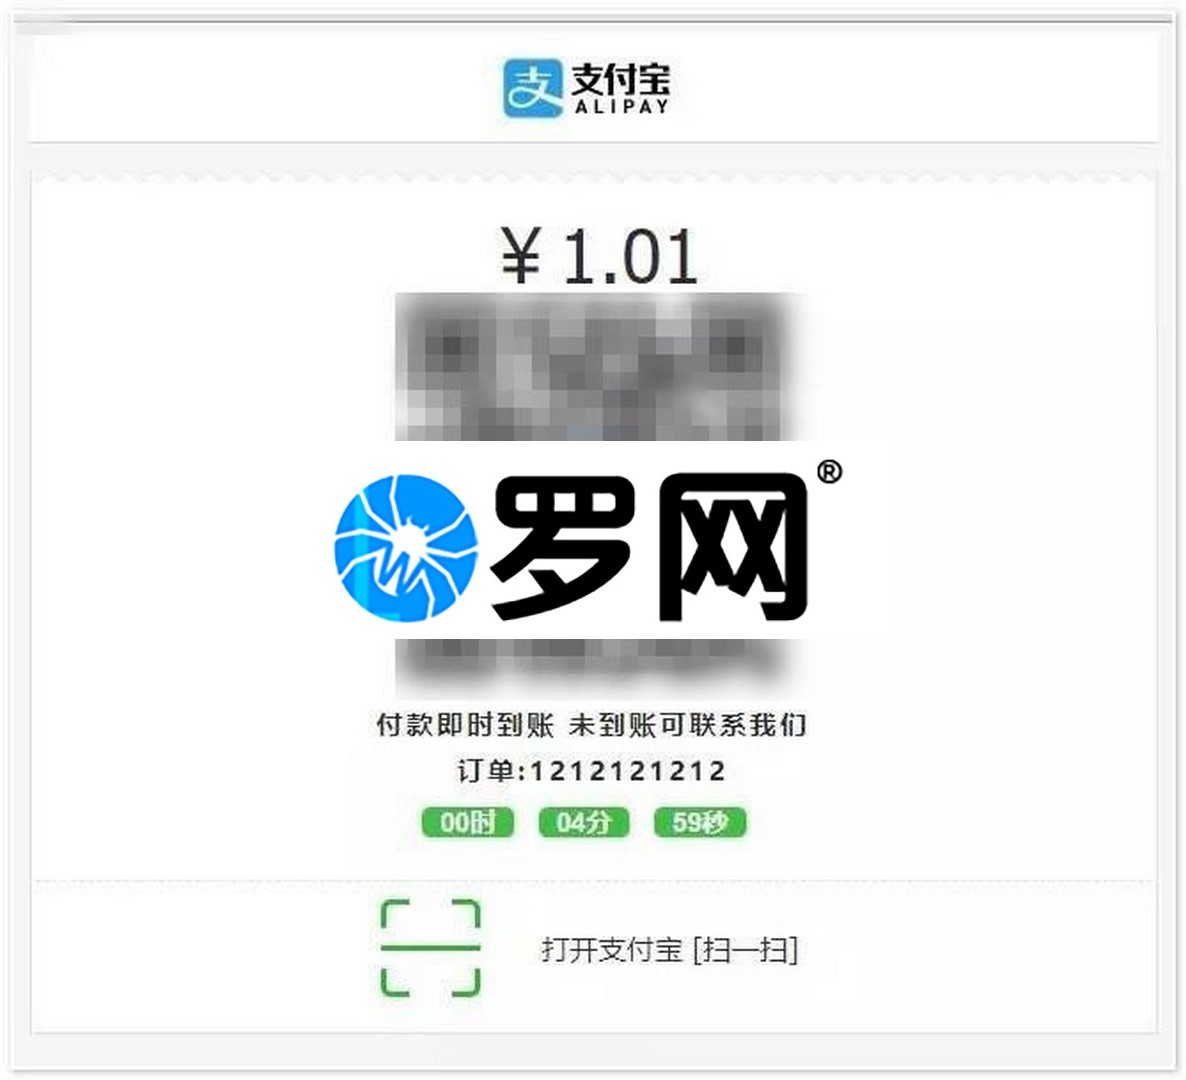 支付宝
ALIPAY
¥1.01
罗网®
付款即时到账 未到账可联系我们
订单:1212121212
00时 04分 59秒
打开支付宝 [扫一扫]